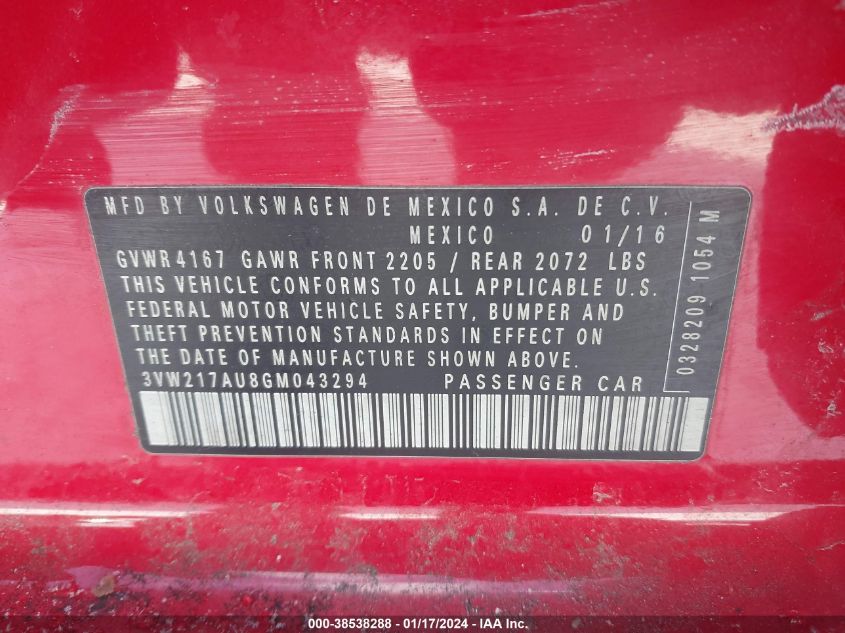 MFD BY VOLKSWAGEN DE MEXICO S.A. DE C.V.
MEXICO 01/16
GVWR 4167 GAWR FRONT 2205 / REAR 2072 LBS
THIS VEHICLE CONFORMS TO ALL APPLICABLE U.S.
FEDERAL MOTOR VEHICLE SAFETY, BUMPER AND
THEFT PREVENTION STANDARDS IN EFFECT ON
THE DATE OF MANUFACTURE SHOWN ABOVE.
3VW217AU8GM043294 PASSENGER CAR
0328209 1054 M
000-38538288 - 01/17/2024 - IAA Inc.